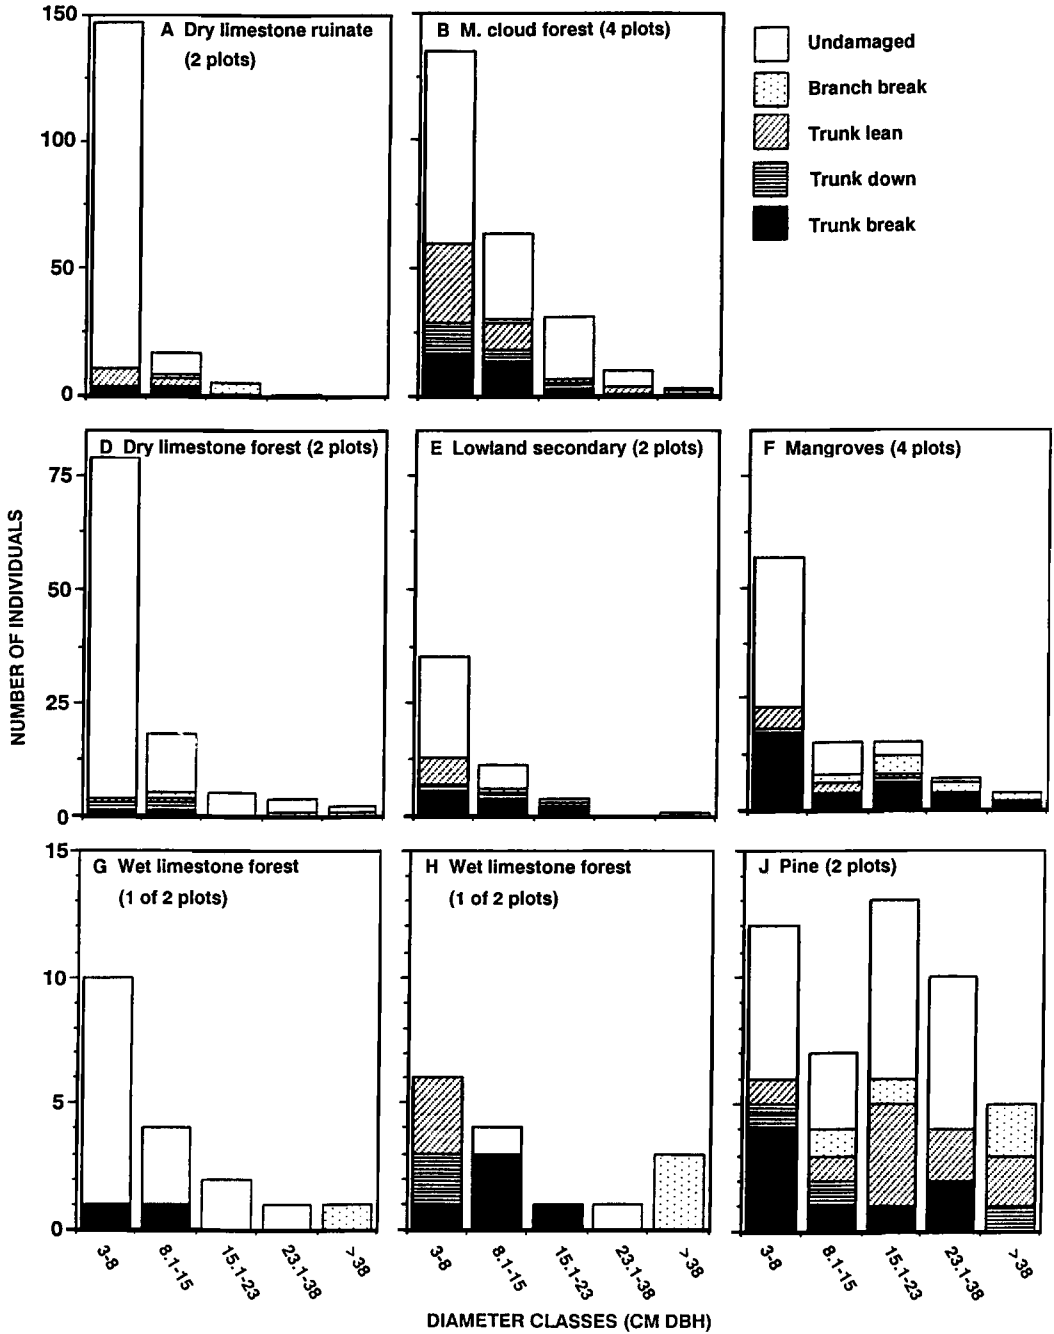 150
100
50
0
A Dry limestone ruinate
(2 plots)
B M. cloud forest (4 plots)
Undamaged
Branch break
Trunk lean
Trunk down
Trunk break
NUMBER OF INDIVIDUALS
75
50
25
0
D Dry limestone forest (2 plots)
E Lowland secondary (2 plots)
F Mangroves (4 plots)
15
10
5
0
G Wet limestone forest
(1 of 2 plots)
H Wet limestone forest
(1 of 2 plots)
J Pine (2 plots)
3-8 8.1-15 15.1-23 23.1-38 >38
3-8 8.1-15 15.1-23 23.1-38 >38
3-8 8.1-15 15.1-23 23.1-38 >38
DIAMETER CLASSES (CM DBH)